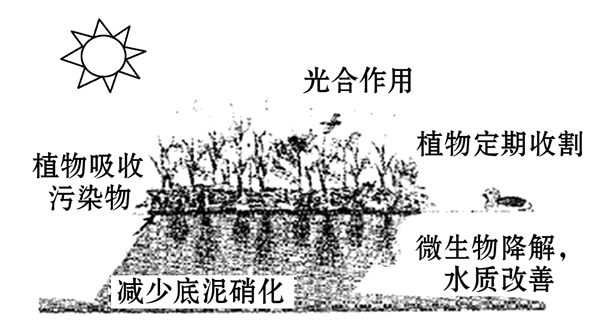 光合作用
植物定期收割
植物吸收
污染物
微生物降解，
水质改善
减少底泥硝化